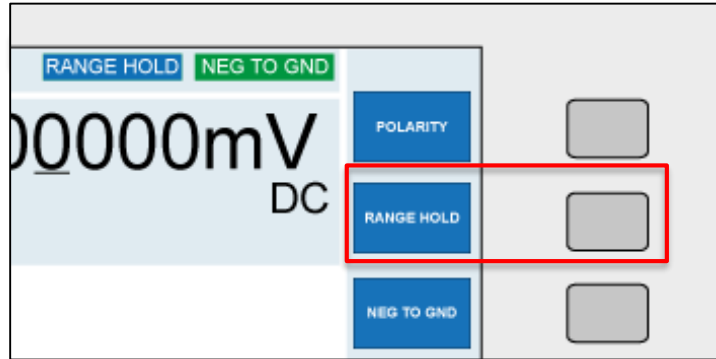 RANGE HOLD NEG TO GND
00000mV
DC
POLARITY
RANGE HOLD
NEG TO GND